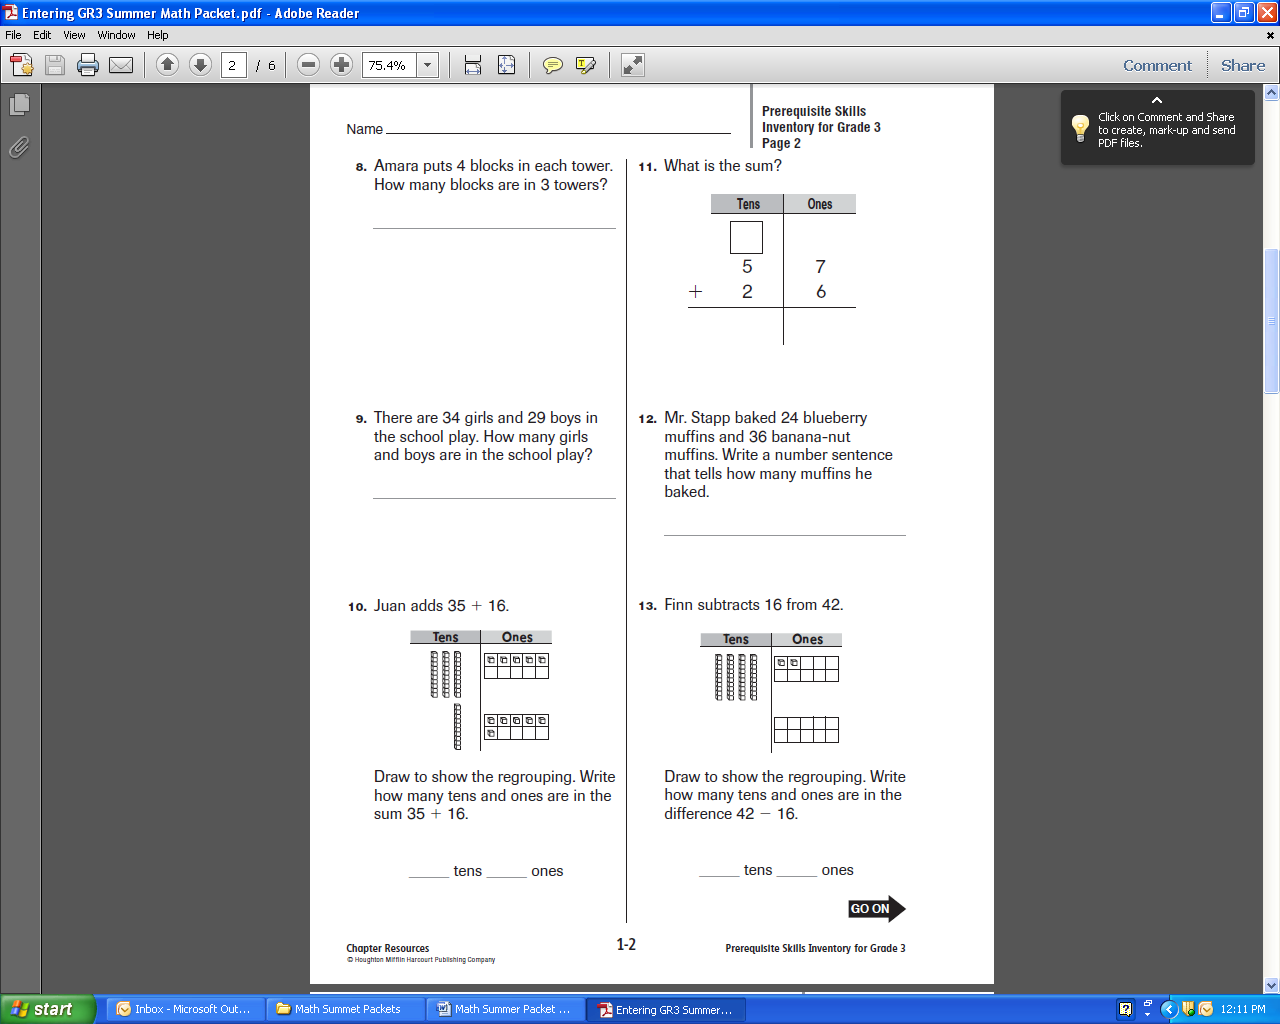 Entering GR3 Summer Math Packet.pdf - Adobe Reader
File Edit View Window Help
2 / 6 75.4% Comment Share
Click on Comment and Share
to create, mark-up and send
PDF files.
Name
Prerequisite Skills
Inventory for Grade 3
Page 2
8. Amara puts 4 blocks in each tower.
How many blocks are in 3 towers?
9. There are 34 girls and 29 boys in
the school play. How many girls
and boys are in the school play?
10. Juan adds 35 + 16.
Tens Ones
Draw to show the regrouping. Write
how many tens and ones are in the
sum 35 + 16.
_____ tens _____ ones
11. What is the sum?
Tens Ones
5 7
+ 2 6
12. Mr. Stapp baked 24 blueberry
muffins and 36 banana-nut
muffins. Write a number sentence
that tells how many muffins he
baked.
13. Finn subtracts 16 from 42.
Tens Ones
Draw to show the regrouping. Write
how many tens and ones are in the
difference 42 − 16.
_____ tens _____ ones
GO ON
Chapter Resources
© Houghton Mifflin Harcourt Publishing Company
1-2
Prerequisite Skills Inventory for Grade 3
start
Inbox - Microsoft Out...
Math Summet Packets
Math Summer Packet ...
Entering GR3 Summer...
12:11 PM